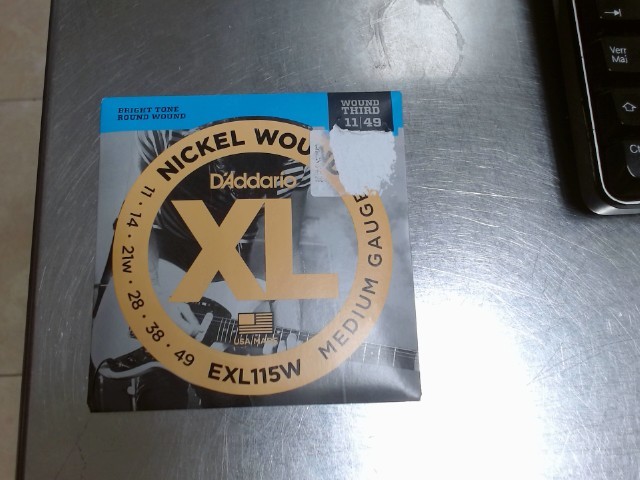 BRIGHT TONE
ROUND WOUND
WOUND
THIRD
11|49
NICKEL WOUND
D'Addario
XL
11 · 14 · 21W · 28 · 38 · 49
MEDIUM GAUGE
USA MADE
EXL115W
Verr
Maj